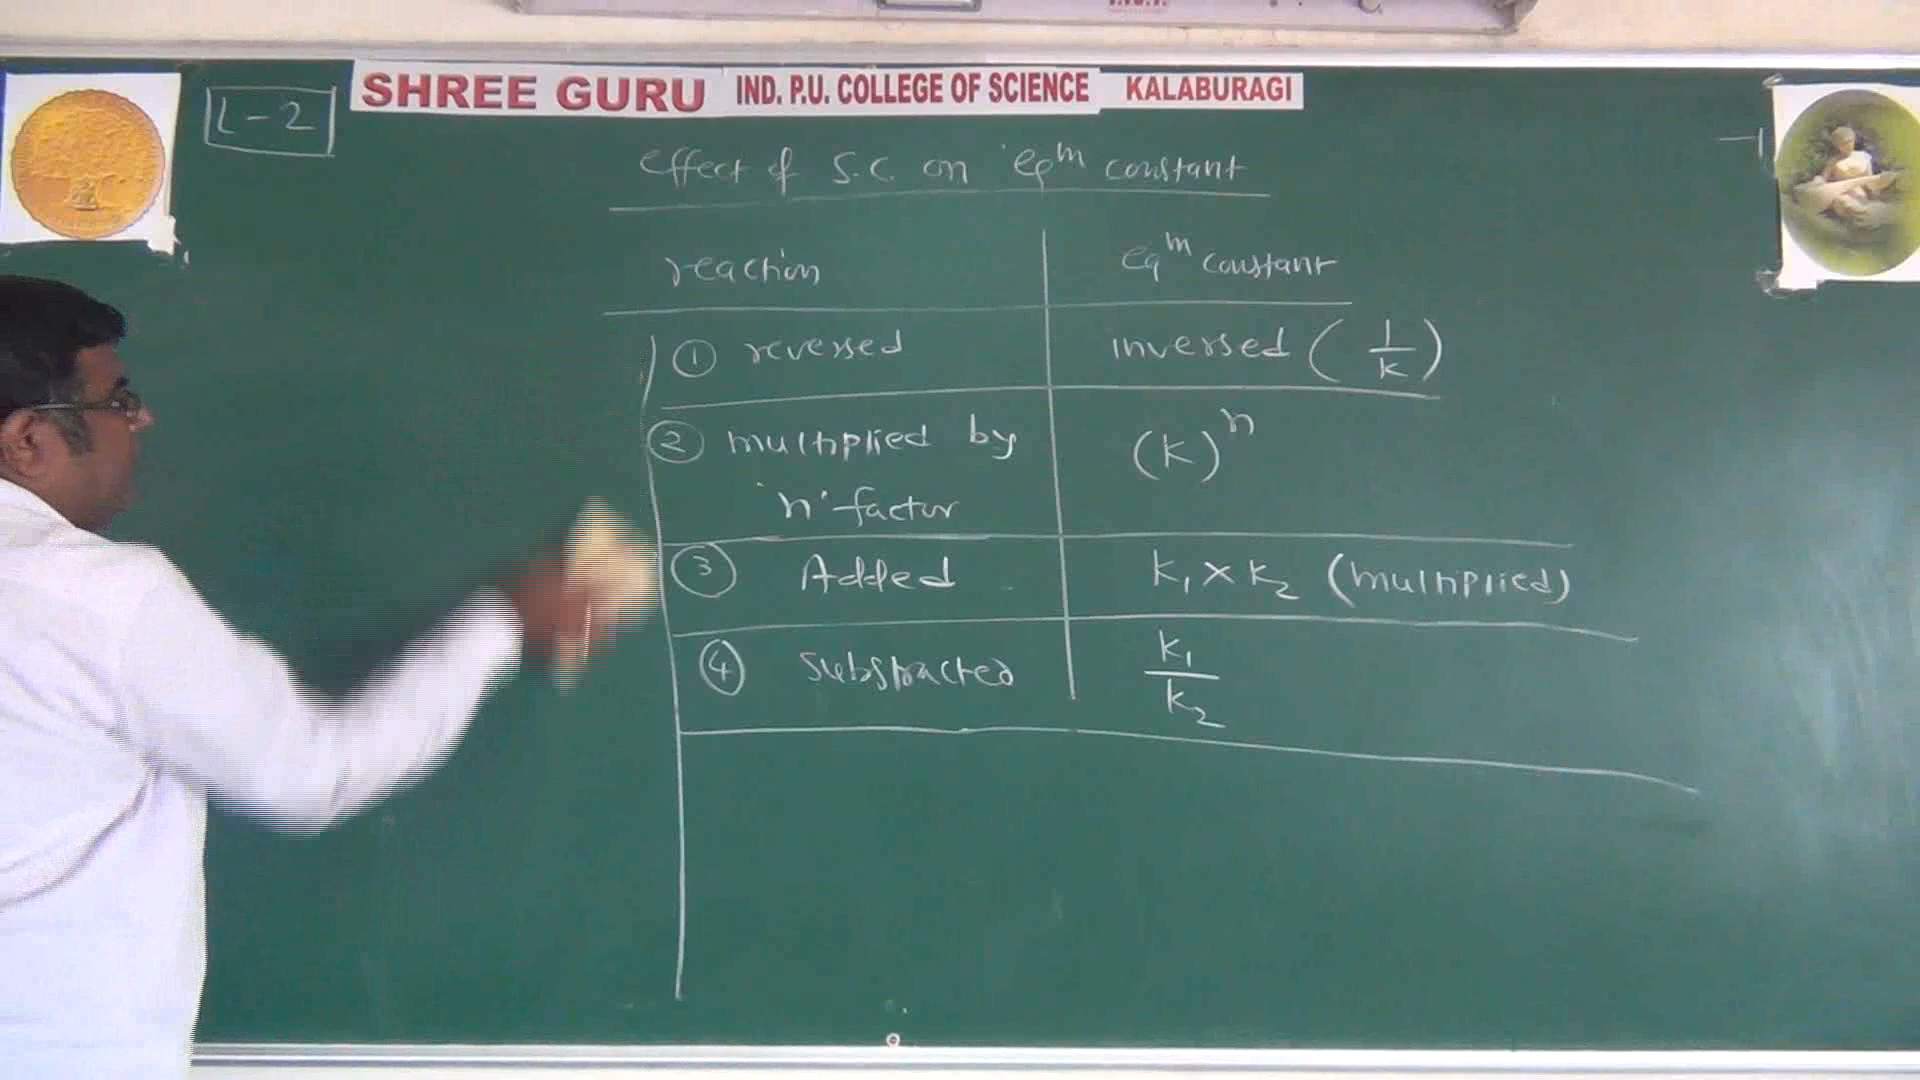 L-2
SHREE GURU IND. P.U. COLLEGE OF SCIENCE KALABURAGI
effect of S.C. on eqm constant
reaction eqm constant
① reversed inversed (1/k)
② multiplied by (k)^n
'n' factor
③ Added k₁ × k₂ (multiplied)
④ substracted k₁/k₂